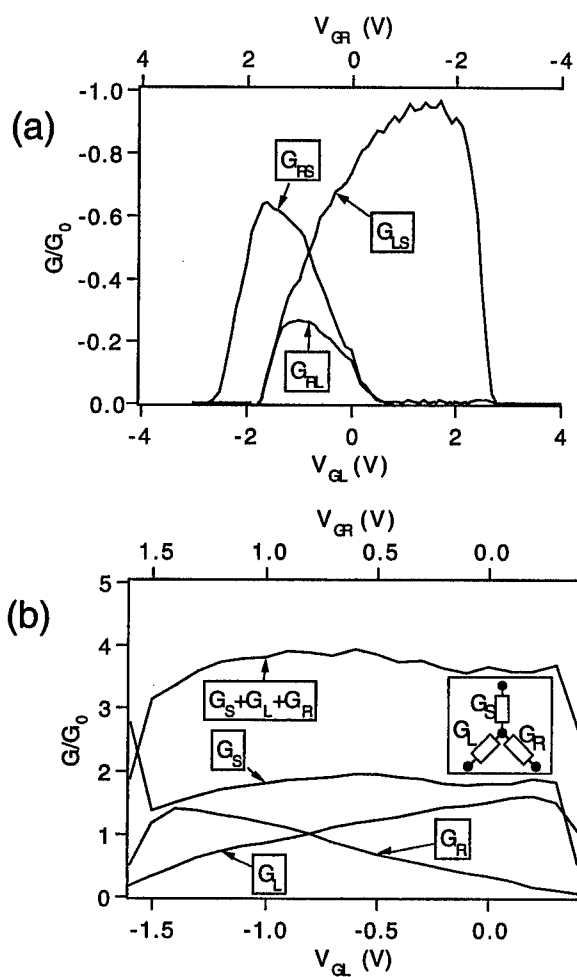 V_GR (V)
4 2 0 -2 -4
(a)
-1.0
-0.8
-0.6
-0.4
-0.2
0.0
G/G_0
G_RS
G_LS
G_RL
-4 -2 0 2 4
V_GL (V)
V_GR (V)
1.5 1.0 0.5 0.0
(b)
5
4
3
2
1
0
G/G_0
G_S+G_L+G_R
G_S
G_S
G_L G_R
G_L
G_R
-1.5 -1.0 -0.5 0.0
V_GL (V)